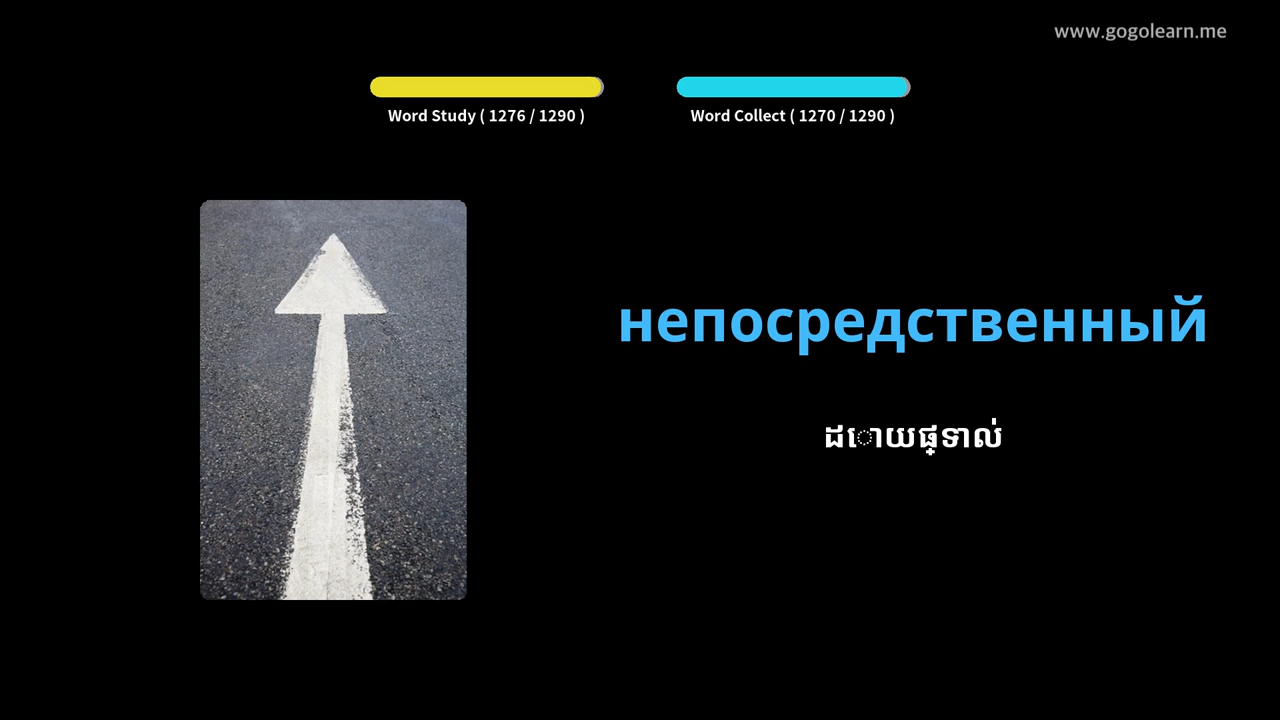 www.gogolearn.me
Word Study ( 1276 / 1290 )
Word Collect ( 1270 / 1290 )
непосредственный
ដោយផ្ទាល់